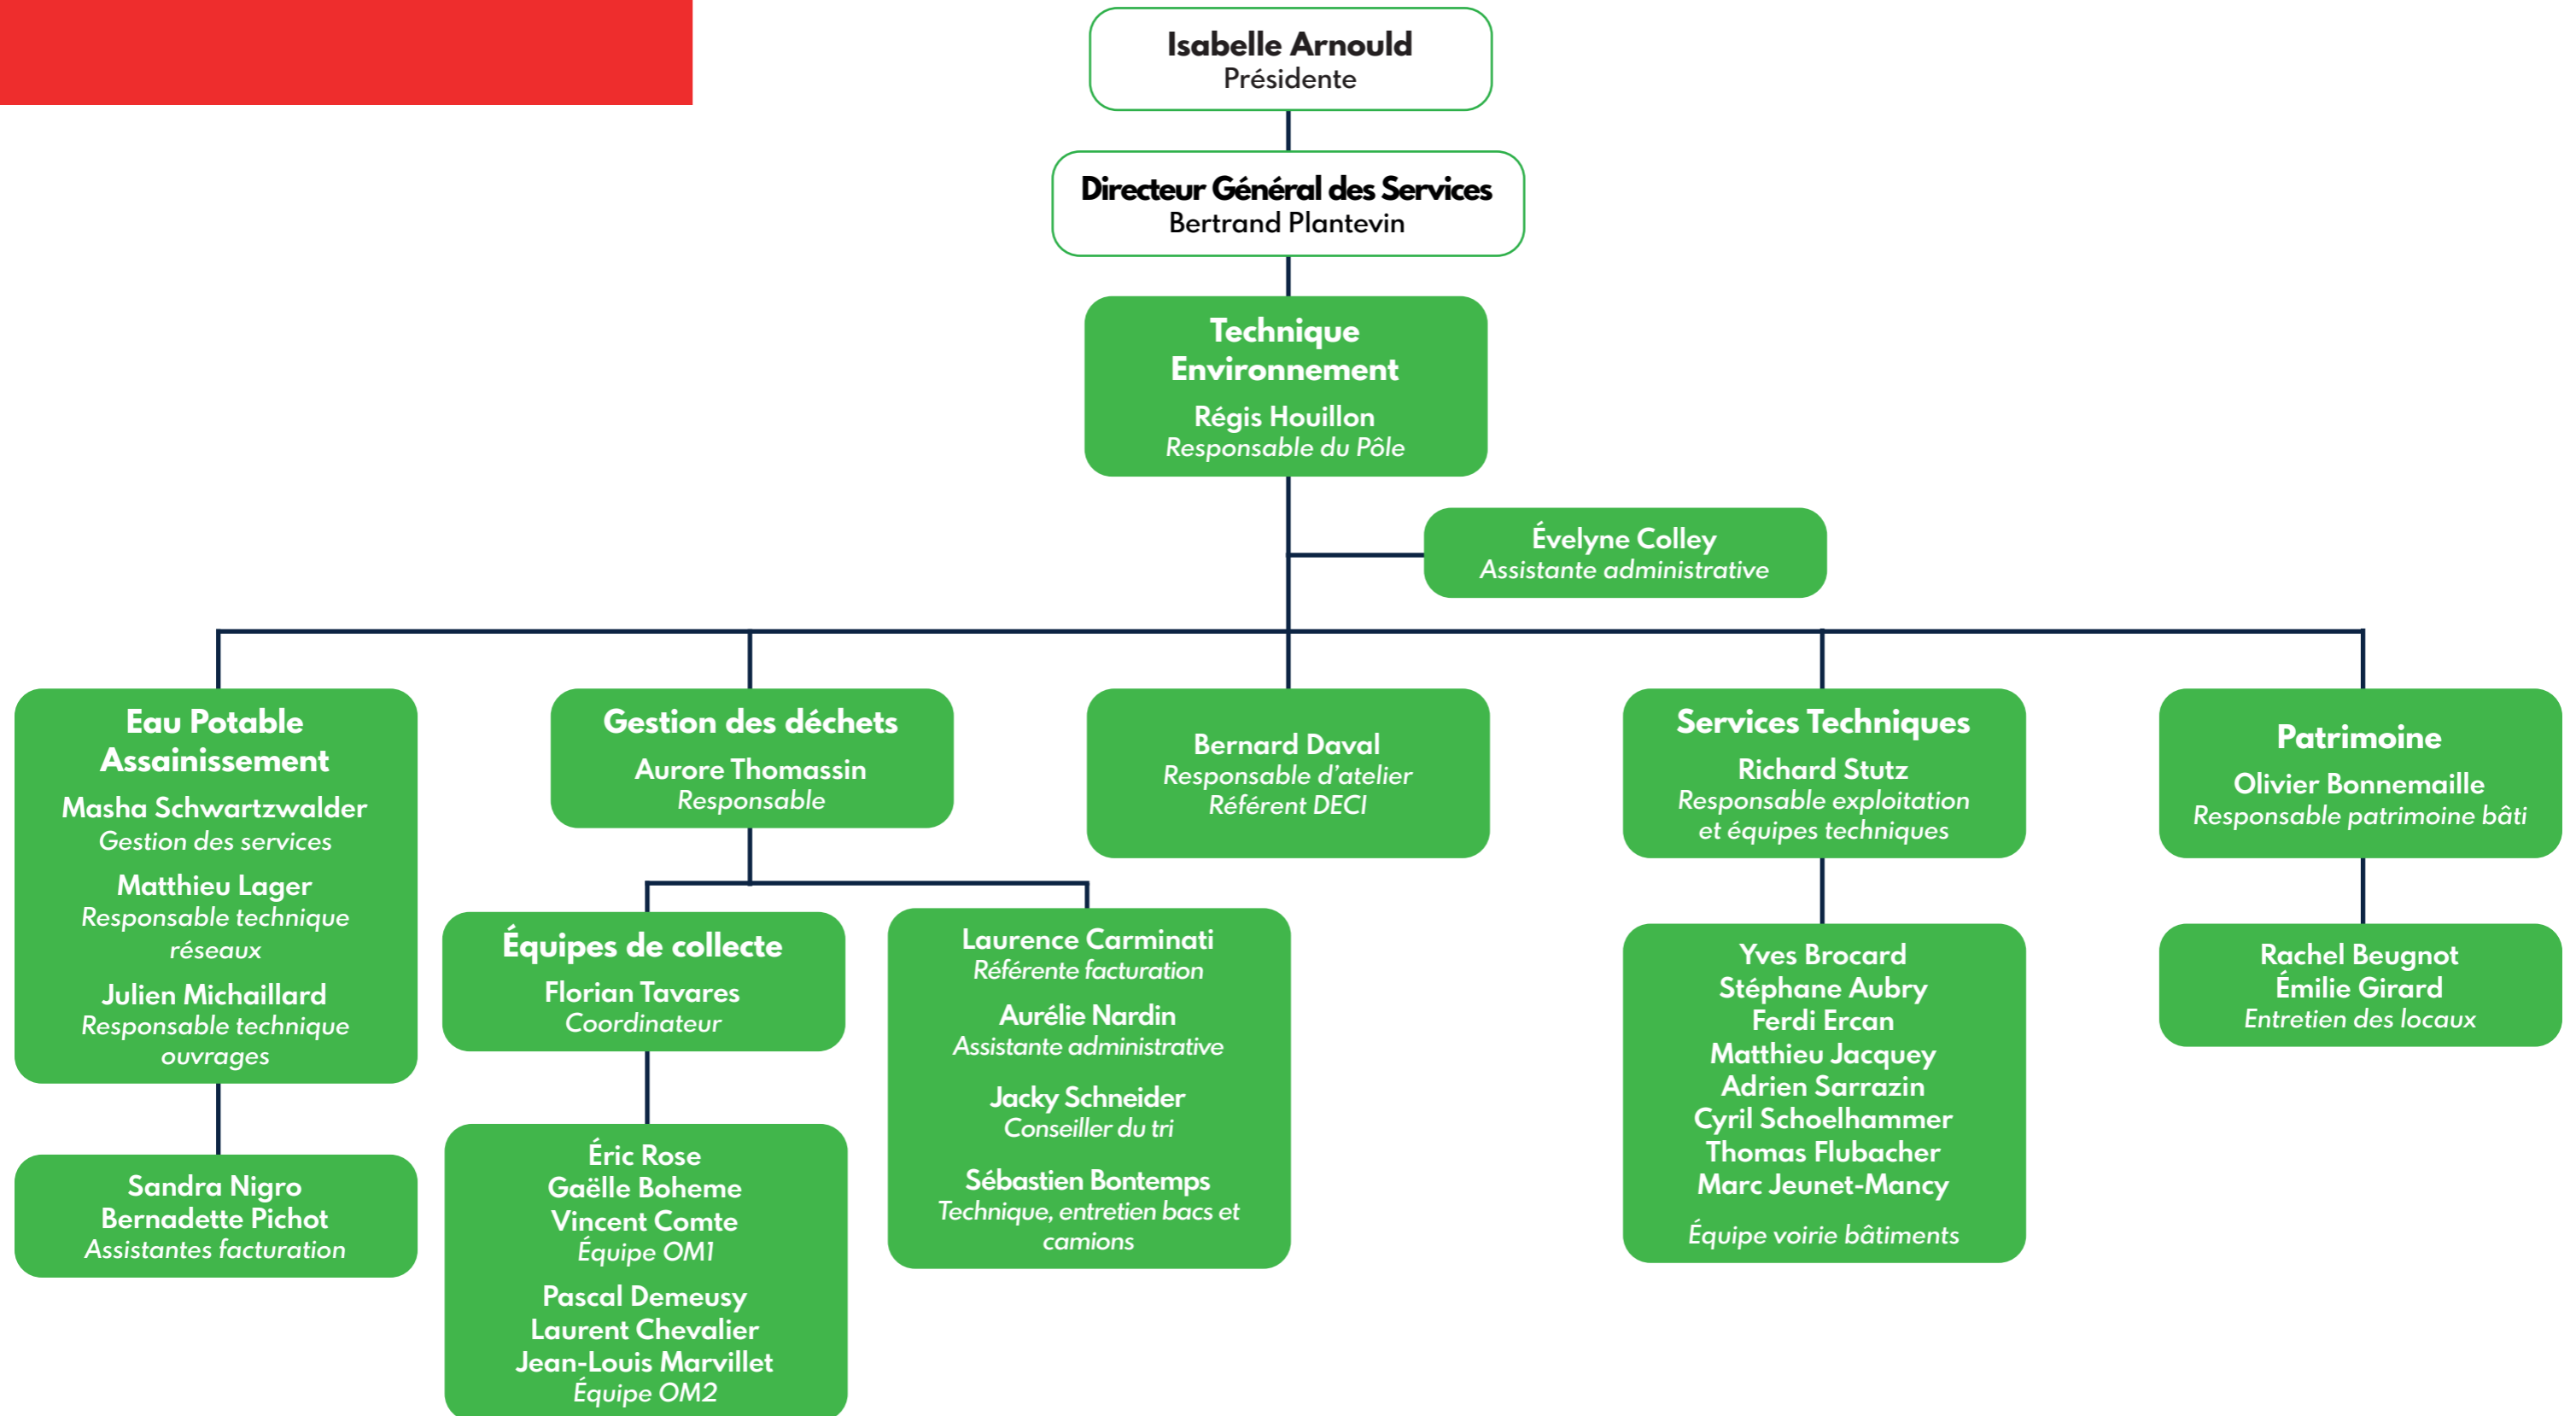 Isabelle Arnould
Présidente
Directeur Général des Services
Bertrand Plantevin
Technique
Environnement
Régis Houillon
Responsable du Pôle
Évelyne Colley
Assistante administrative
Eau Potable
Assainissement
Masha Schwartzwalder
Gestion des services
Matthieu Lager
Responsable technique
réseaux
Julien Michaillard
Responsable technique
ouvrages
Sandra Nigro
Bernadette Pichot
Assistantes facturation
Gestion des déchets
Aurore Thomassin
Responsable
Équipes de collecte
Florian Tavares
Coordinateur
Éric Rose
Gaëlle Boheme
Vincent Comte
Équipe OM1
Pascal Demeusy
Laurent Chevalier
Jean-Louis Marvillet
Équipe OM2
Laurence Carminati
Référente facturation
Aurélie Nardin
Assistante administrative
Jacky Schneider
Conseiller du tri
Sébastien Bontemps
Technique, entretien bacs et
camions
Bernard Daval
Responsable d'atelier
Référent DECI
Services Techniques
Richard Stutz
Responsable exploitation
et équipes techniques
Yves Brocard
Stéphane Aubry
Ferdi Ercan
Matthieu Jacquey
Adrien Sarrazin
Cyril Schoelhammer
Thomas Flubacher
Marc Jeunet-Mancy
Équipe voirie bâtiments
Patrimoine
Olivier Bonnemaille
Responsable patrimoine bâti
Rachel Beugnot
Émilie Girard
Entretien des locaux